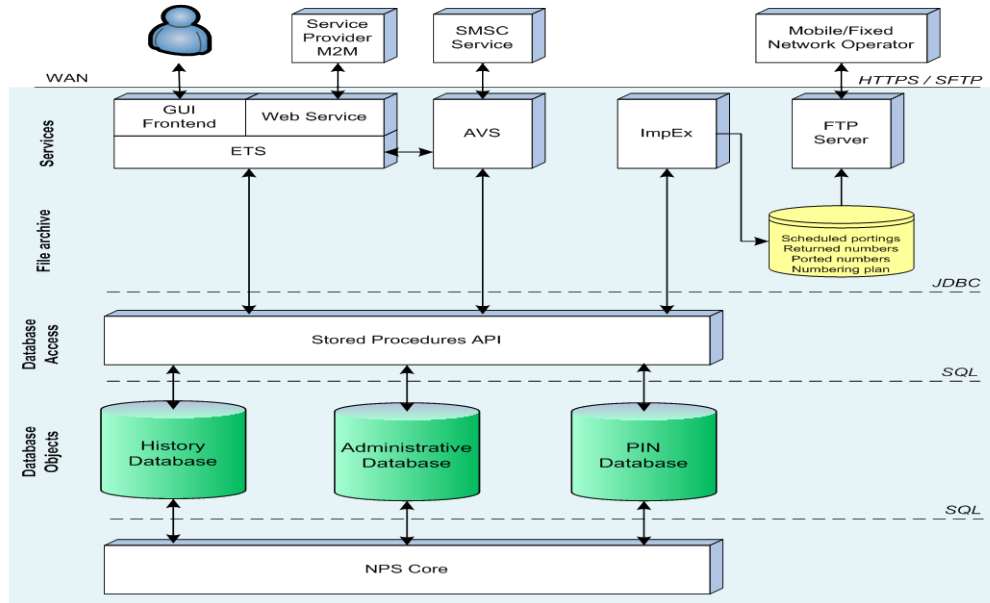 Service
Provider
M2M
SMSC
Service
Mobile/Fixed
Network Operator
WAN
HTTPS / SFTP
Services
GUI
Frontend
Web Service
ETS
AVS
ImpEx
FTP
Server
File archive
Scheduled portings
Returned numbers
Ported numbers
Numbering plan
JDBC
Database
Access
Stored Procedures API
SQL
Database
Objects
History
Database
Administrative
Database
PIN
Database
SQL
NPS Core